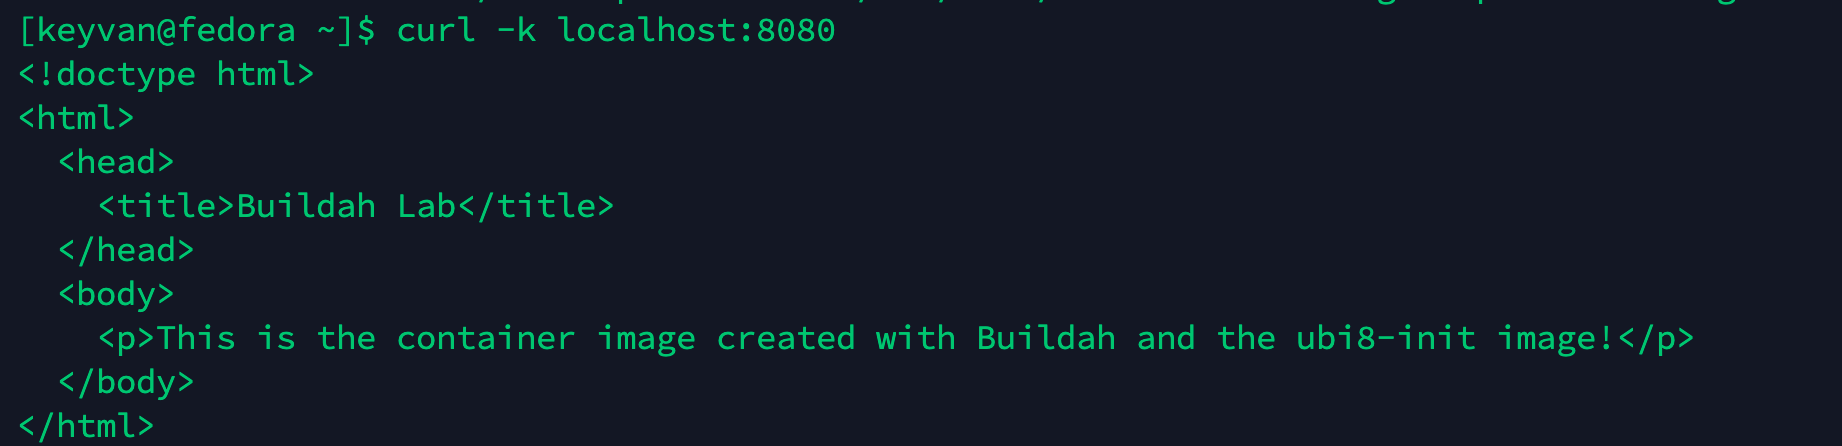 [keyvan@fedora ~]$ curl -k localhost:8080
<!doctype html>
<html>
  <head>
    <title>Buildah Lab</title>
  </head>
  <body>
    <p>This is the container image created with Buildah and the ubi8-init image!</p>
  </body>
</html>